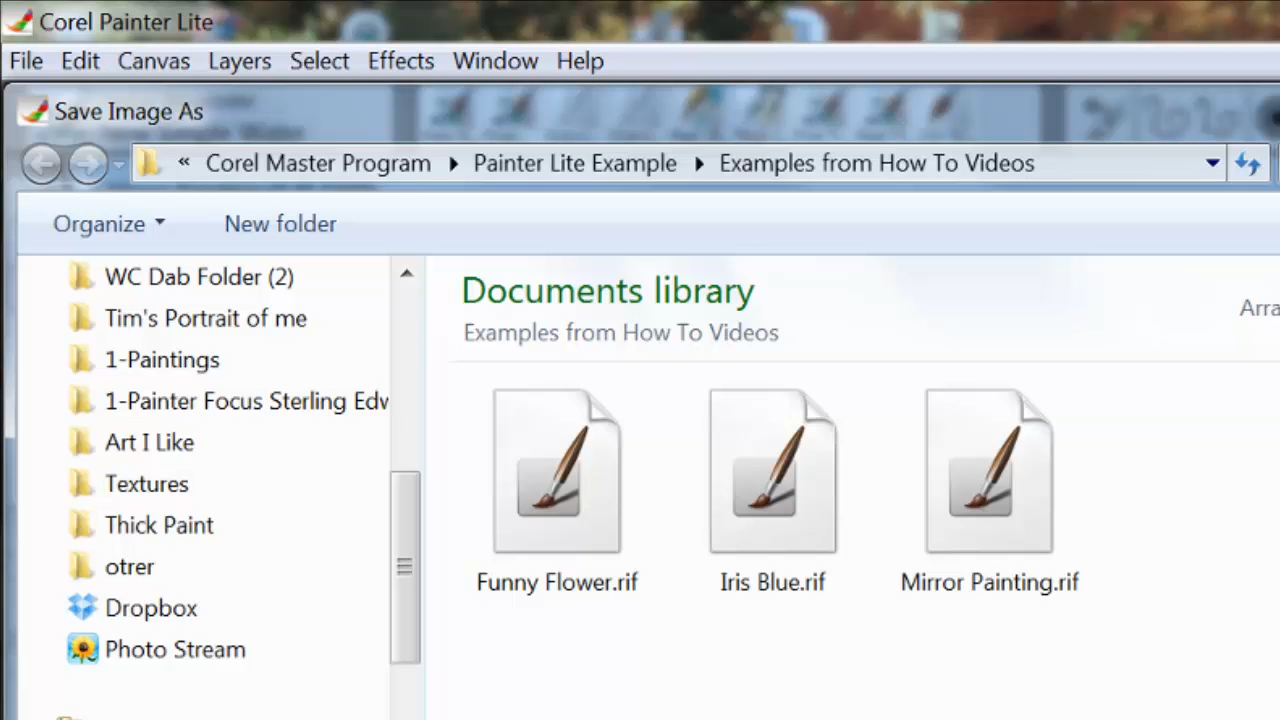 Corel Painter Lite
File Edit Canvas Layers Select Effects Window Help
Save Image As
« Corel Master Program Painter Lite Example Examples from How To Videos
Organize New folder
WC Dab Folder (2)
Tim's Portrait of me
1-Paintings
1-Painter Focus Sterling Edw
Art I Like
Textures
Thick Paint
otrer
Dropbox
Photo Stream
Documents library
Examples from How To Videos
Arra
Funny Flower.rif
Iris Blue.rif
Mirror Painting.rif